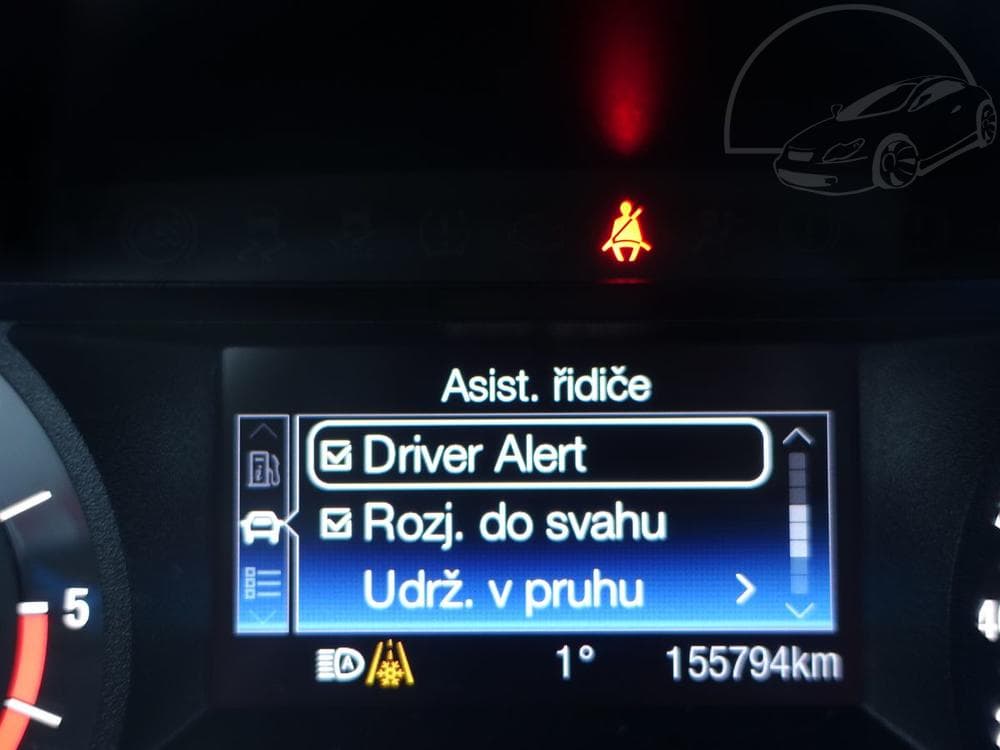 Asist. řidiče
Driver Alert
Rozj. do svahu
Udrž. v pruhu
5
1° 155794km